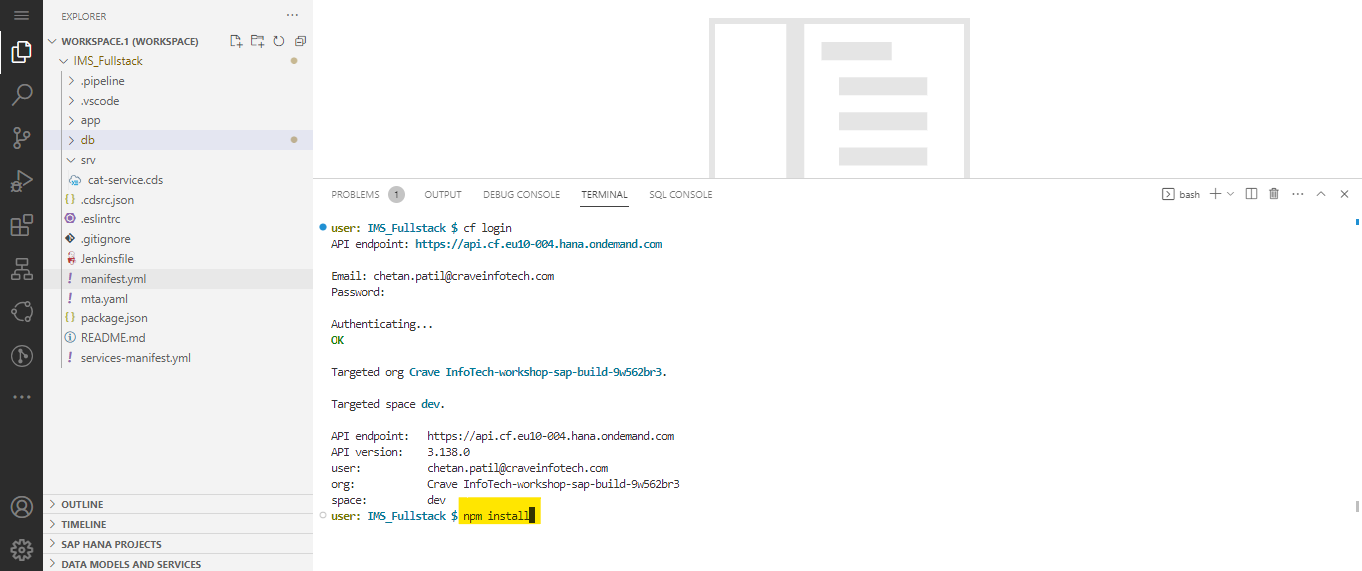 EXPLORER
WORKSPACE.1 (WORKSPACE)
IMS_Fullstack
.pipeline
.vscode
app
db
srv
cat-service.cds
{} .cdsrc.json
.eslintrc
.gitignore
Jenkinsfile
! manifest.yml
! mta.yaml
{} package.json
README.md
! services-manifest.yml
OUTLINE
TIMELINE
SAP HANA PROJECTS
DATA MODELS AND SERVICES
PROBLEMS 1 OUTPUT DEBUG CONSOLE TERMINAL SQL CONSOLE
bash
user: IMS_Fullstack $ cf login
API endpoint: https://api.cf.eu10-004.hana.ondemand.com
Email: chetan.patil@craveinfotech.com
Password:
Authenticating...
OK
Targeted org Crave InfoTech-workshop-sap-build-9w562br3.
Targeted space dev.
API endpoint: https://api.cf.eu10-004.hana.ondemand.com
API version: 3.138.0
user: chetan.patil@craveinfotech.com
org: Crave InfoTech-workshop-sap-build-9w562br3
space: dev
user: IMS_Fullstack $ npm install